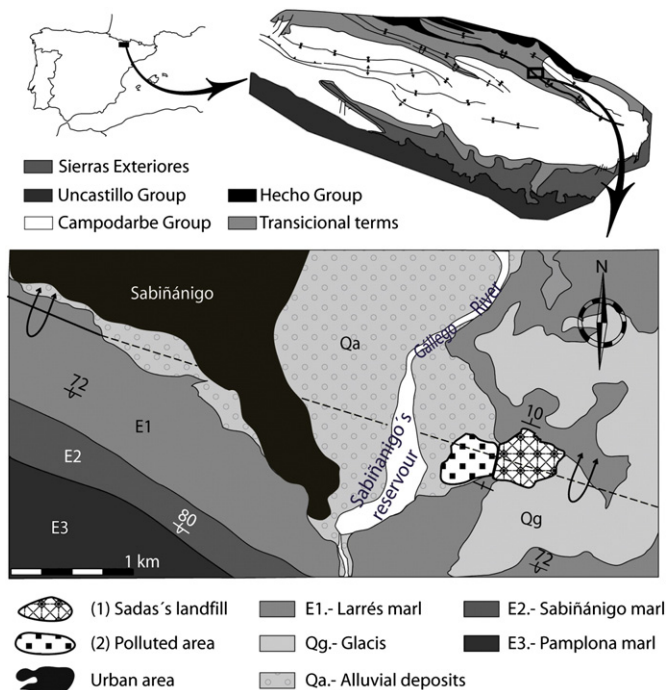 Sierras Exteriores
Uncastillo Group
Hecho Group
Campodarbe Group
Transicional terms
Sabiñánigo
N
Gállego River
Qa
72
E1
10
Sabiñanigo´s
reservour
E2
80
Qg
E3
72
1 km
(1) Sadas´s landfill
E1.- Larrés marl
E2.- Sabiñánigo marl
(2) Polluted area
Qg.- Glacis
E3.- Pamplona marl
Urban area
Qa.- Alluvial deposits